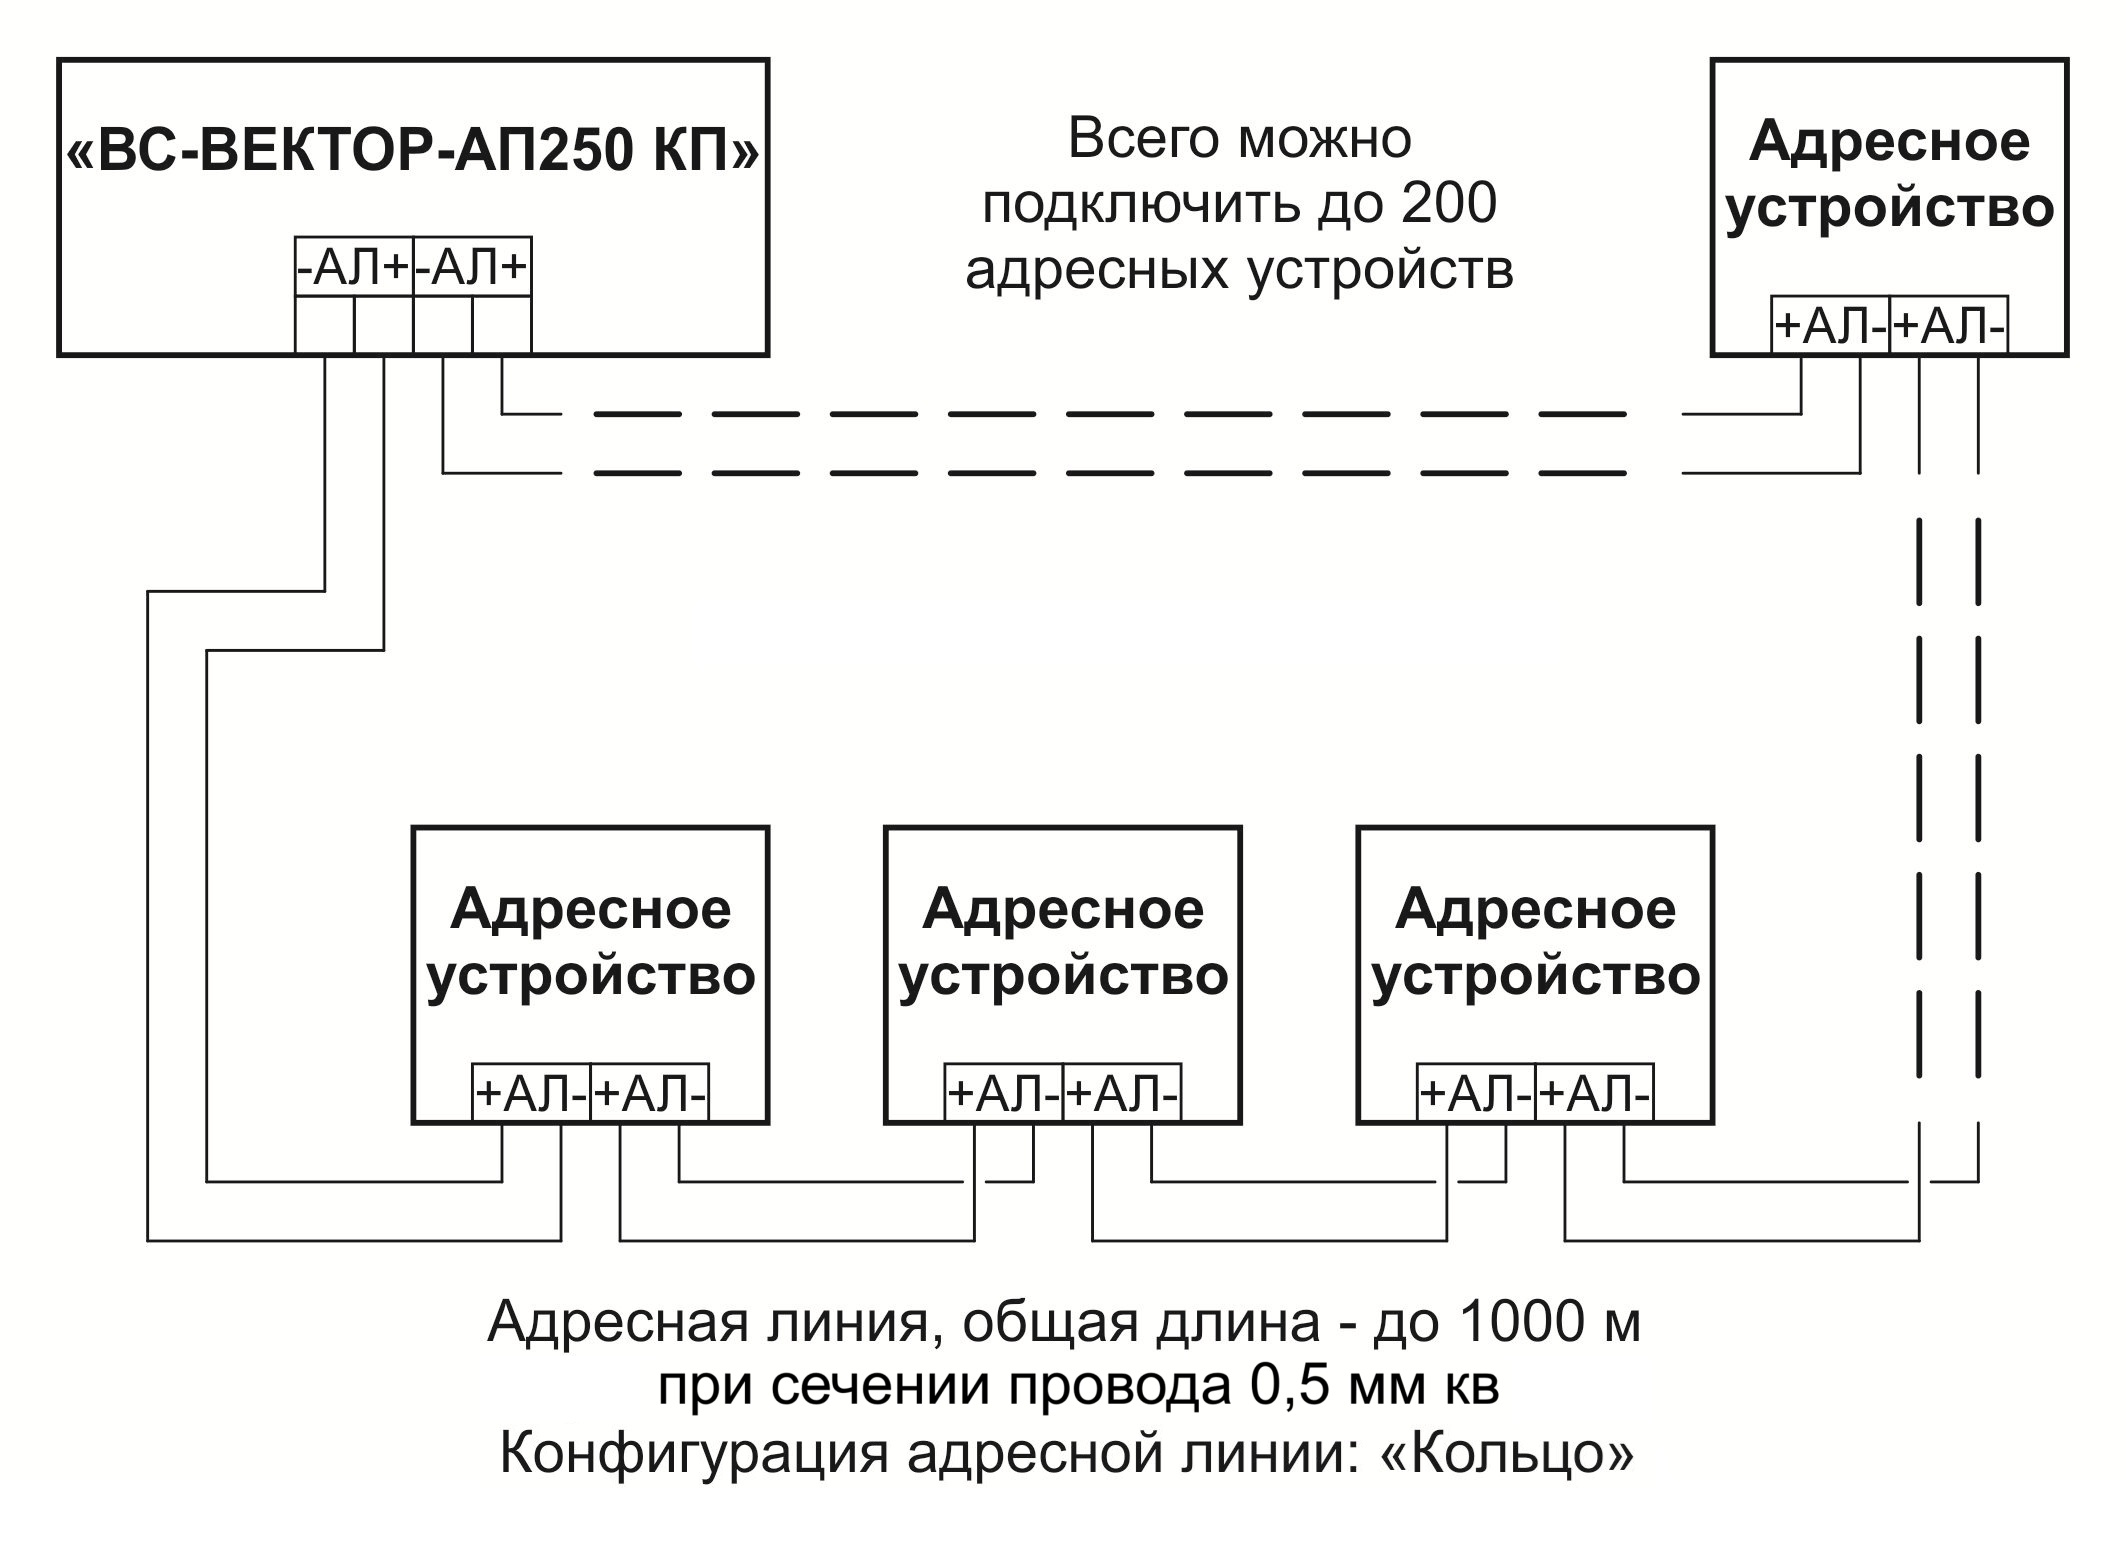 «ВС-ВЕКТОР-АП250 КП»
-АЛ+ -АЛ+
Всего можно
подключить до 200
адресных устройств
Адресное
устройство
+АЛ- +АЛ-
Адресное
устройство
+АЛ- +АЛ-
Адресное
устройство
+АЛ- +АЛ-
Адресное
устройство
+АЛ- +АЛ-
Адресная линия, общая длина - до 1000 м
при сечении провода 0,5 мм кв
Конфигурация адресной линии: «Кольцо»